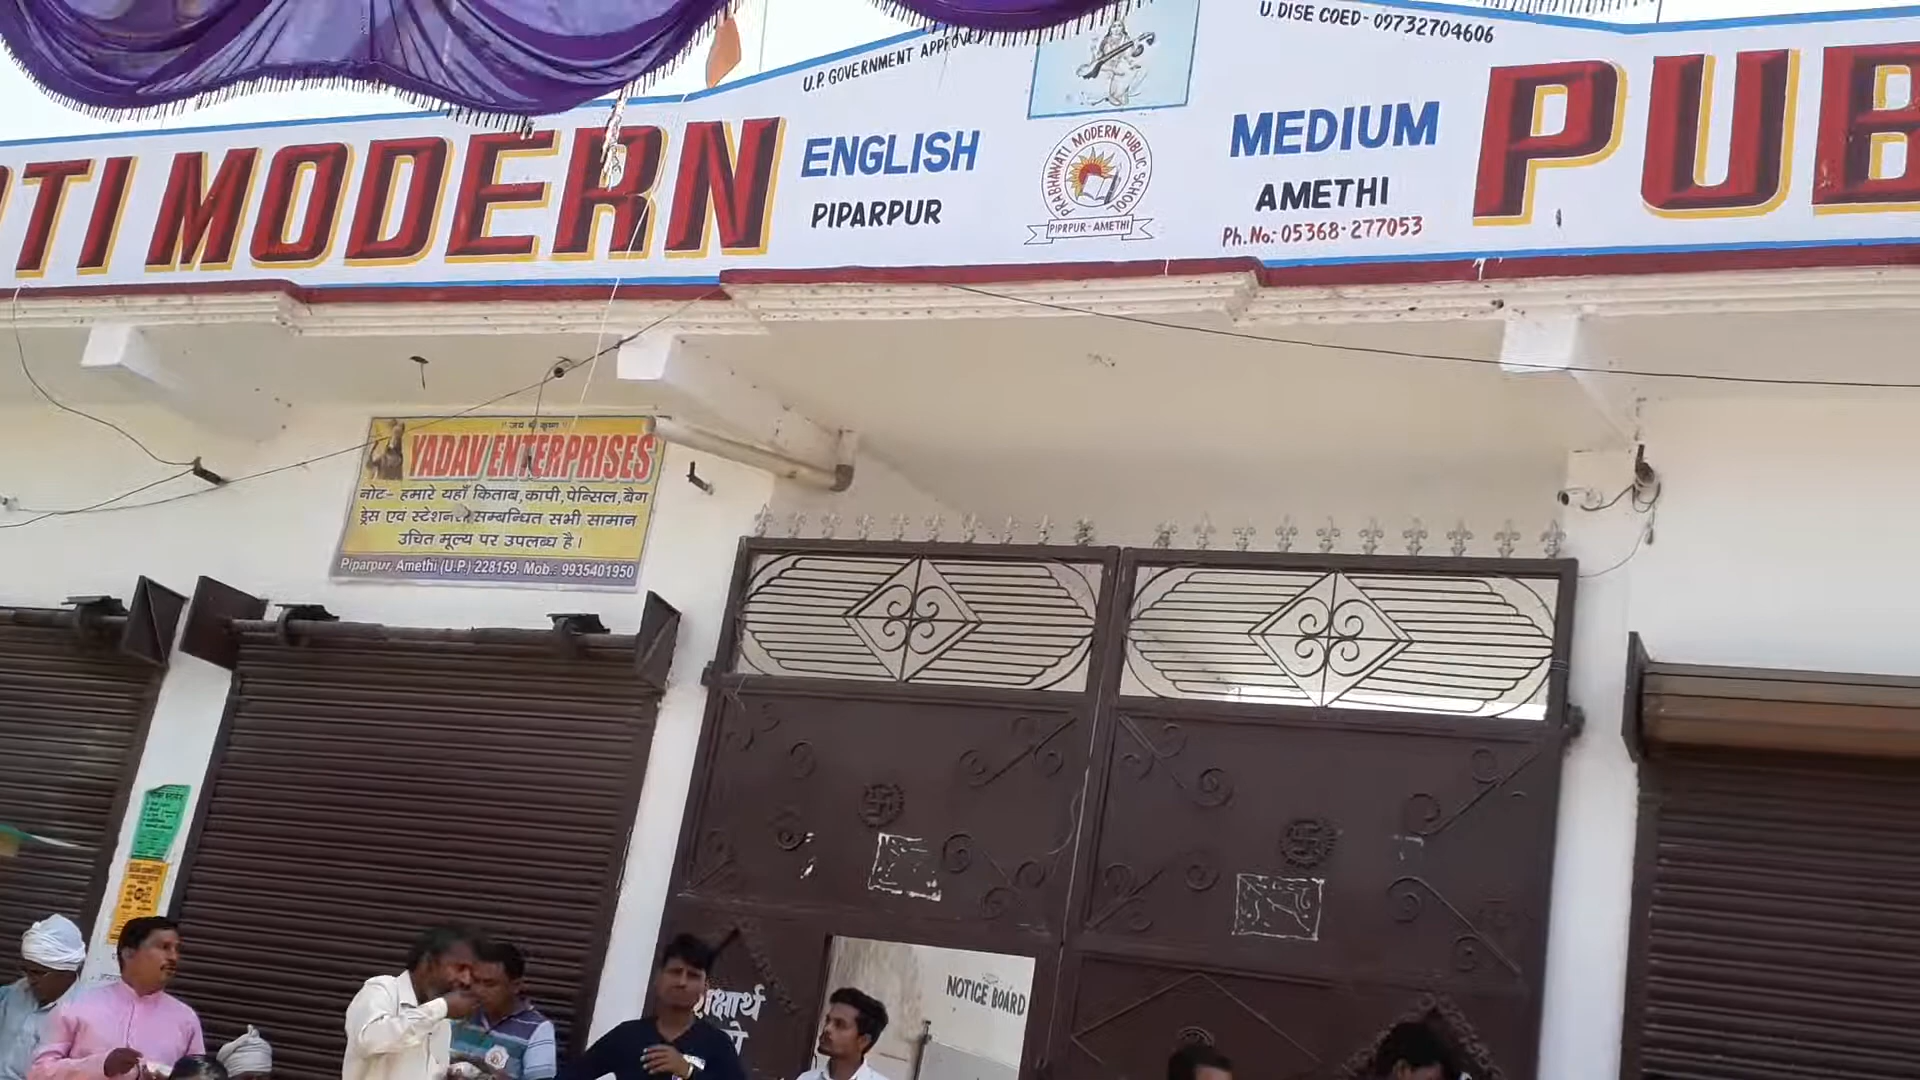 U.P. GOVERNMENT APPROVED
U.DISE COED- 09732704606
TI MODERN
ENGLISH
MEDIUM
PUB
PIPARPUR
AMETHI
Ph.No:- 05368-277053
PRABHAWATI MODERN PUBLIC SCHOOL
PIPRPUR-AMETHI
YADAV ENTERPRISES
नोट- हमारे यहाँ किताब,कापी,पेन्सिल,बैग
ड्रेस एवं स्टेशनरी सम्बन्धित सभी सामान
उचित मूल्य पर उपलब्ध है।
Piparpur, Amethi (U.P.) 228159, Mob.: 9935401950
NOTICE BOARD